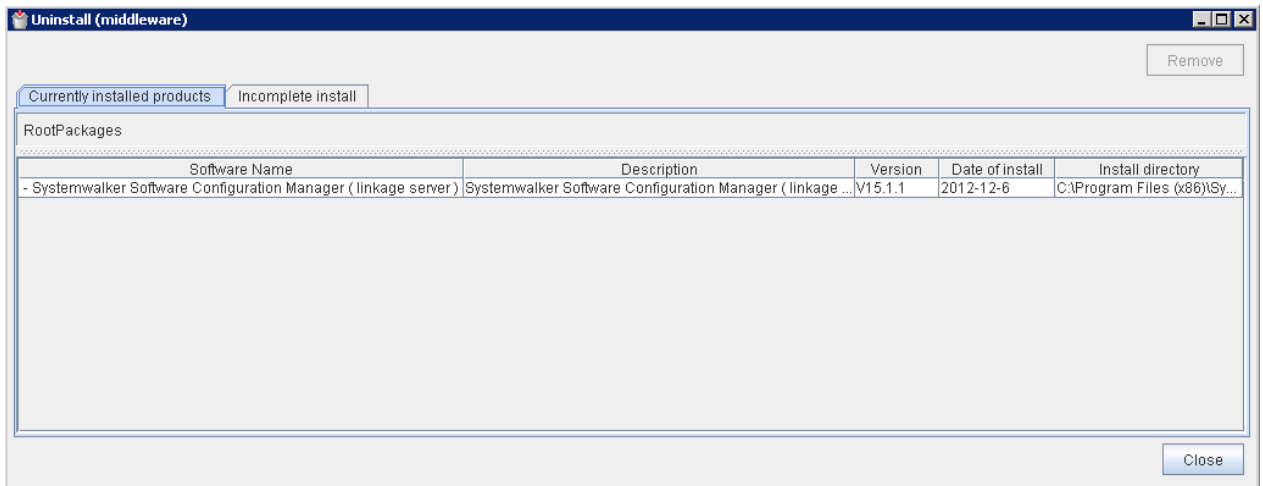 Uninstall (middleware)
Remove
Currently installed products
Incomplete install
RootPackages
Software Name Description Version Date of install Install directory
- Systemwalker Software Configuration Manager ( linkage server ) Systemwalker Software Configuration Manager ( linkage ... V15.1.1 2012-12-6 C:\Program Files (x86)\Sy...
Close